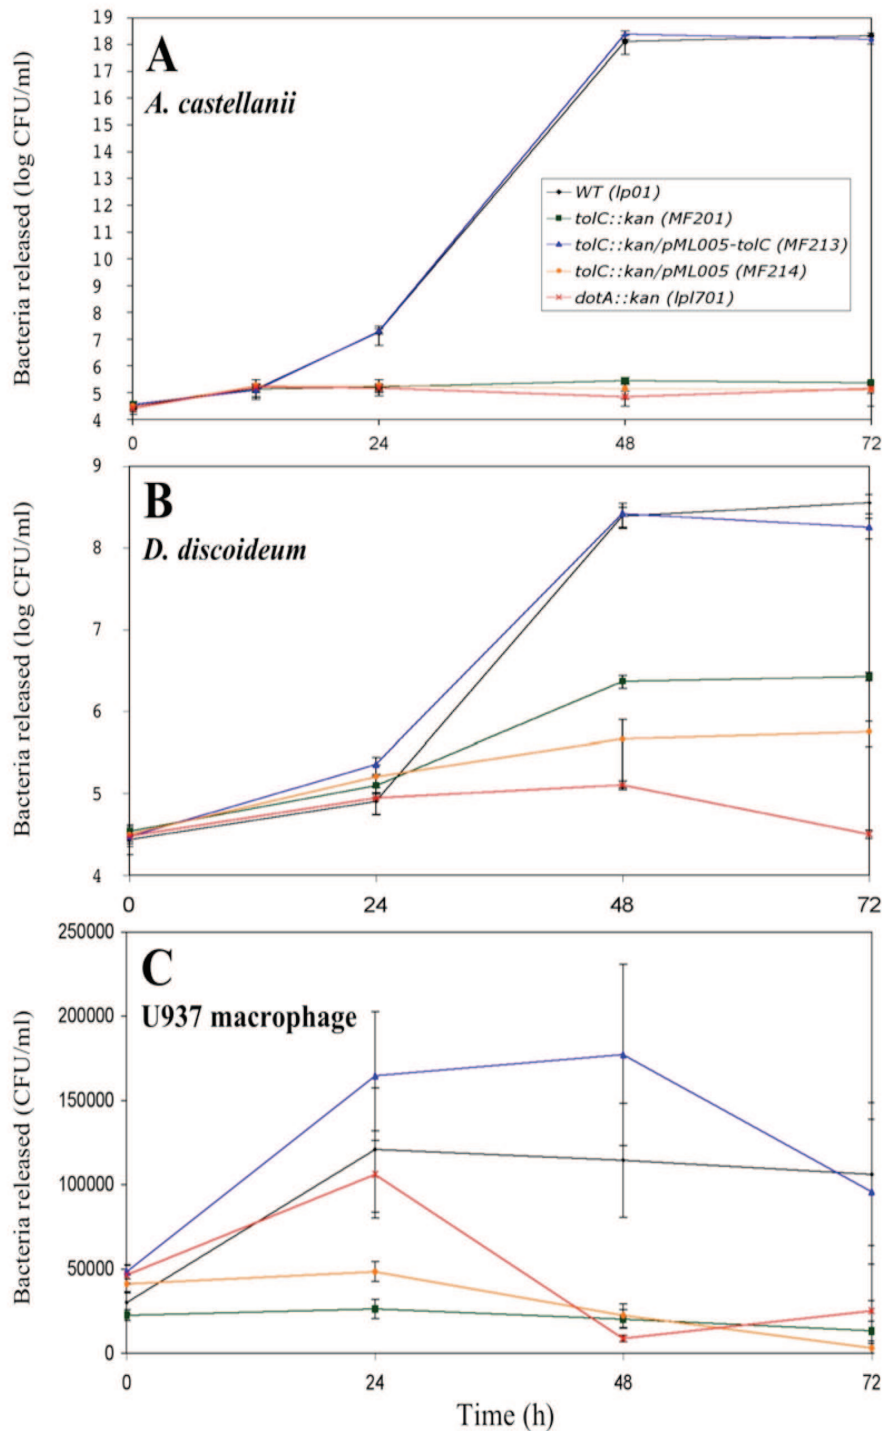 A
A. castellanii
Bacteria released (log CFU/ml)
19
18
17
16
15
14
13
12
11
10
9
8
7
6
5
4
WT (lp01)
tolC::kan (MF201)
tolC::kan/pML005-tolC (MF213)
tolC::kan/pML005 (MF214)
dotA::kan (lpl701)
0
24
48
72
B
D. discoideum
Bacteria released (log CFU/ml)
9
8
7
6
5
4
0
24
48
72
C
U937 macrophage
Bacteria released (CFU/ml)
250000
200000
150000
100000
50000
0
0
24
48
72
Time (h)